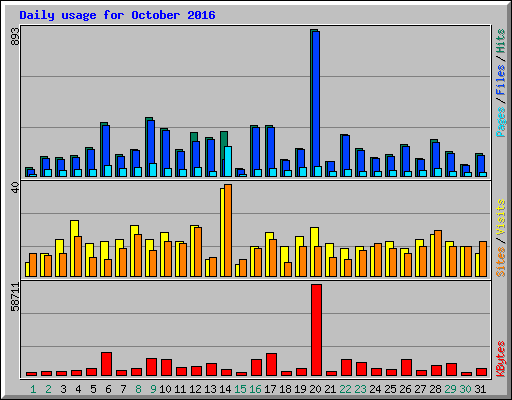 Daily usage for October 2016
893
Pages / Files / Hits
40
Sites / Visits
58711
KBytes
1 2 3 4 5 6 7 8 9 10 11 12 13 14 15 16 17 18 19 20 21 22 23 24 25 26 27 28 29 30 31